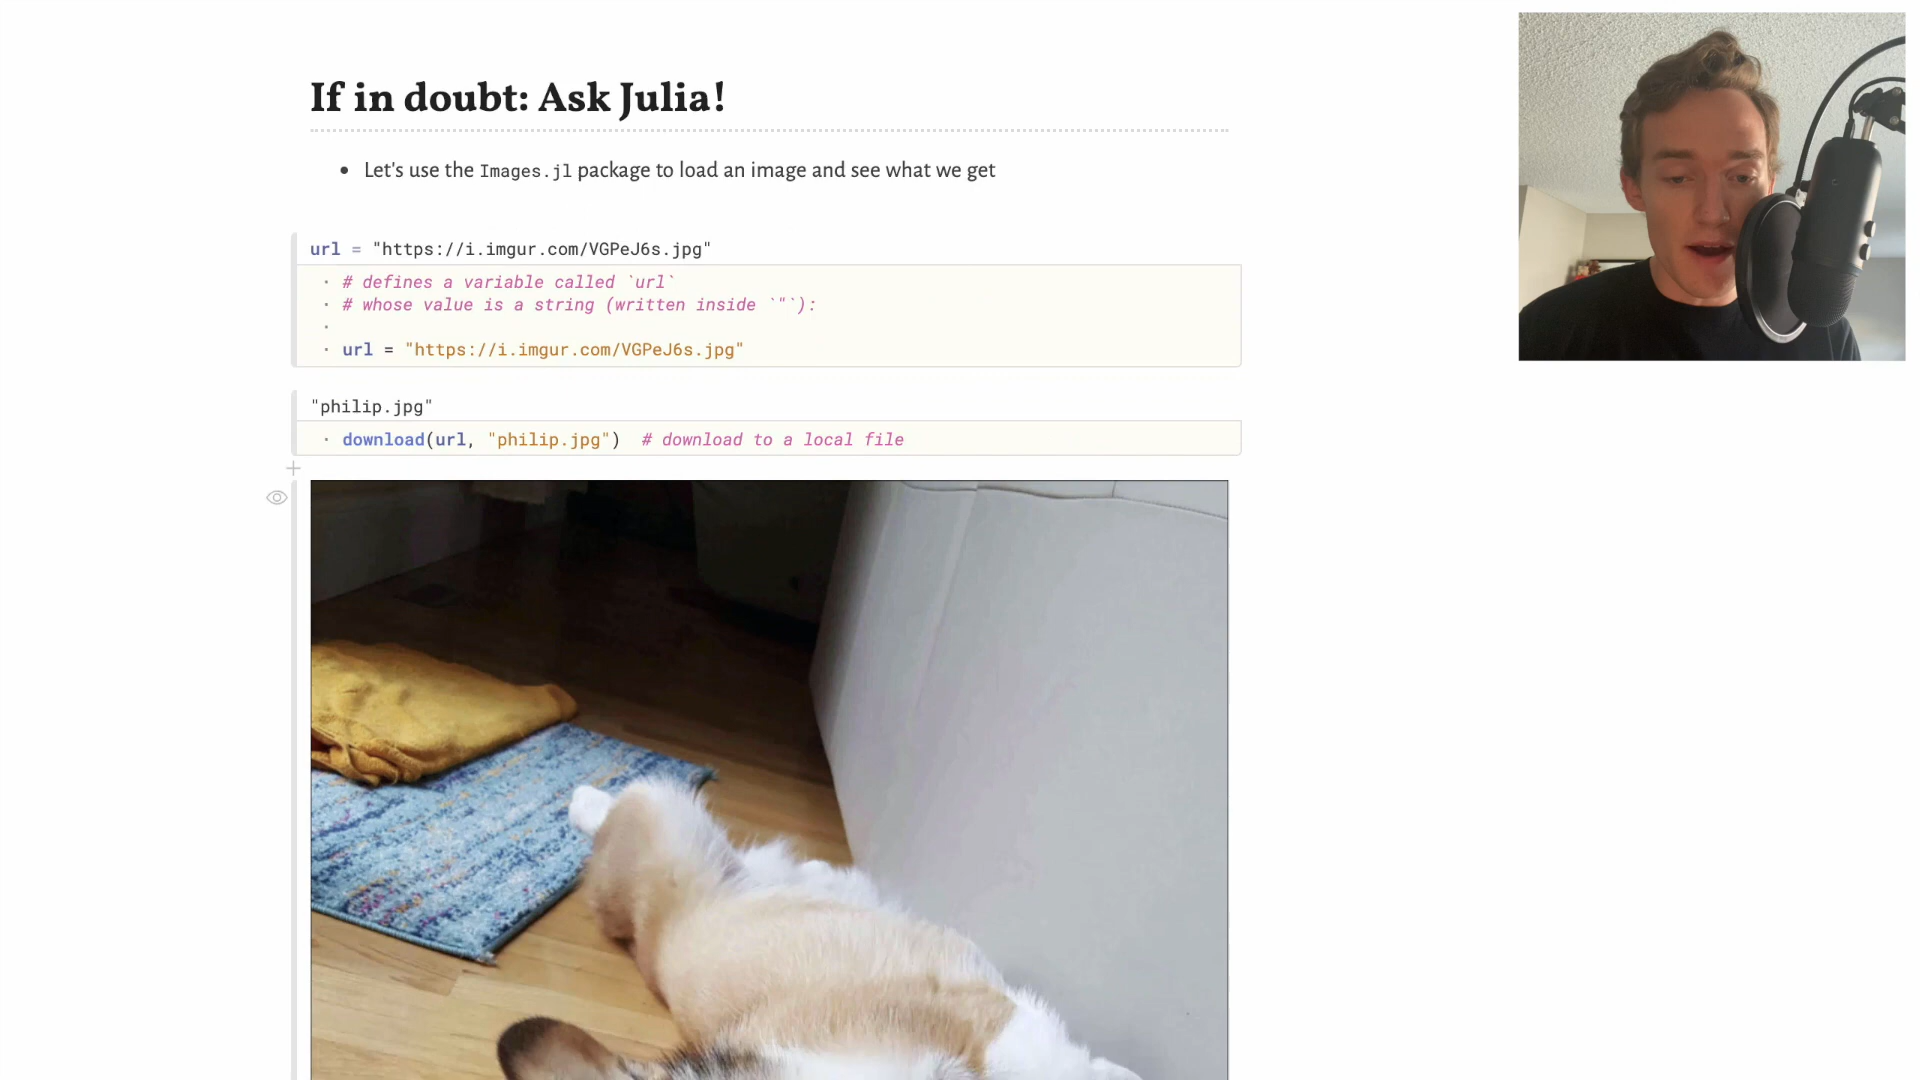 If in doubt: Ask Julia!
• Let's use the Images.jl package to load an image and see what we get
url = "https://i.imgur.com/VGPeJ6s.jpg"
# defines a variable called `url`
# whose value is a string (written inside `"`):
url = "https://i.imgur.com/VGPeJ6s.jpg"
"philip.jpg"
download(url, "philip.jpg")  # download to a local file